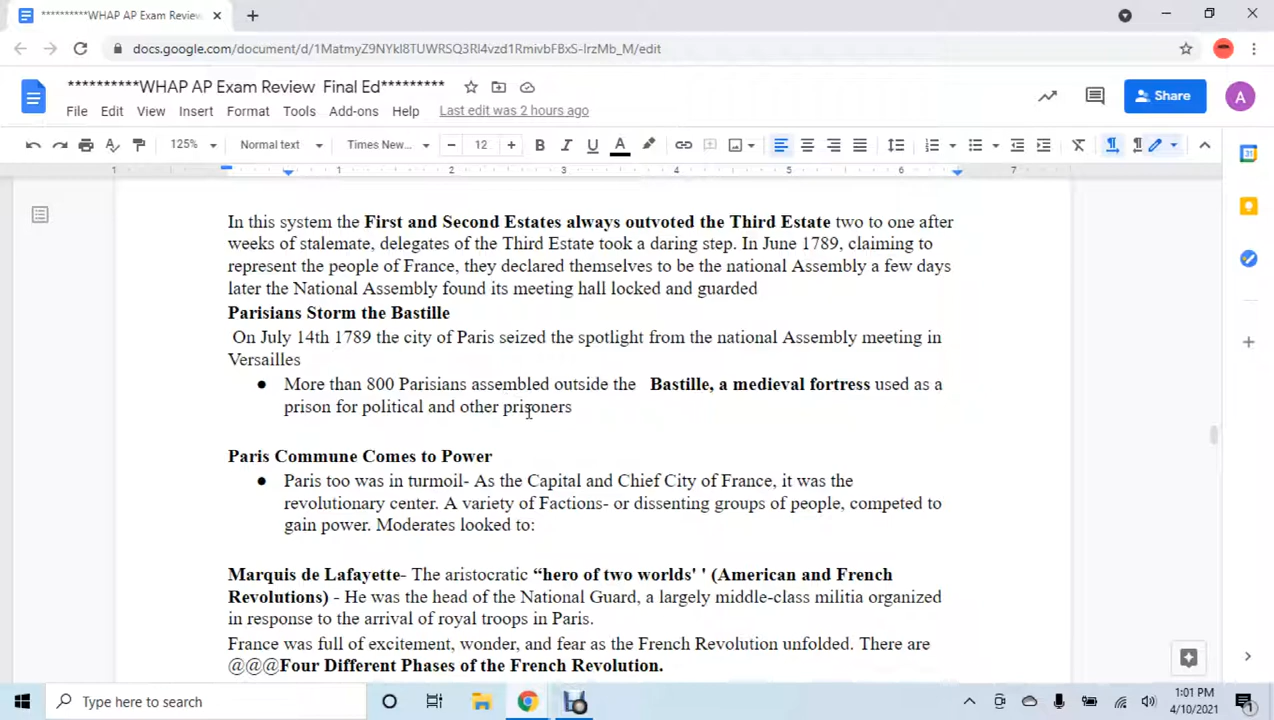 **********WHAP AP Exam Review
docs.google.com/document/d/1MatmyZ9NYkl8TUWRSQ3Rl4vzd1RmivbFBxS-lrzMb_M/edit
**********WHAP AP Exam Review Final Ed*********
File Edit View Insert Format Tools Add-ons Help Last edit was 2 hours ago
Share
A
125% Normal text Times New... 12 B I U A
1 1 2 3 4 5 6 7
In this system the First and Second Estates always outvoted the Third Estate two to one after
weeks of stalemate, delegates of the Third Estate took a daring step. In June 1789, claiming to
represent the people of France, they declared themselves to be the national Assembly a few days
later the National Assembly found its meeting hall locked and guarded
Parisians Storm the Bastille
On July 14th 1789 the city of Paris seized the spotlight from the national Assembly meeting in
Versailles
● More than 800 Parisians assembled outside the Bastille, a medieval fortress used as a
prison for political and other prisoners
Paris Commune Comes to Power
● Paris too was in turmoil- As the Capital and Chief City of France, it was the
revolutionary center. A variety of Factions- or dissenting groups of people, competed to
gain power. Moderates looked to:
Marquis de Lafayette- The aristocratic “hero of two worlds' ' (American and French
Revolutions) - He was the head of the National Guard, a largely middle-class militia organized
in response to the arrival of royal troops in Paris.
France was full of excitement, wonder, and fear as the French Revolution unfolded. There are
@@@Four Different Phases of the French Revolution.
Type here to search
1:01 PM
4/10/2021